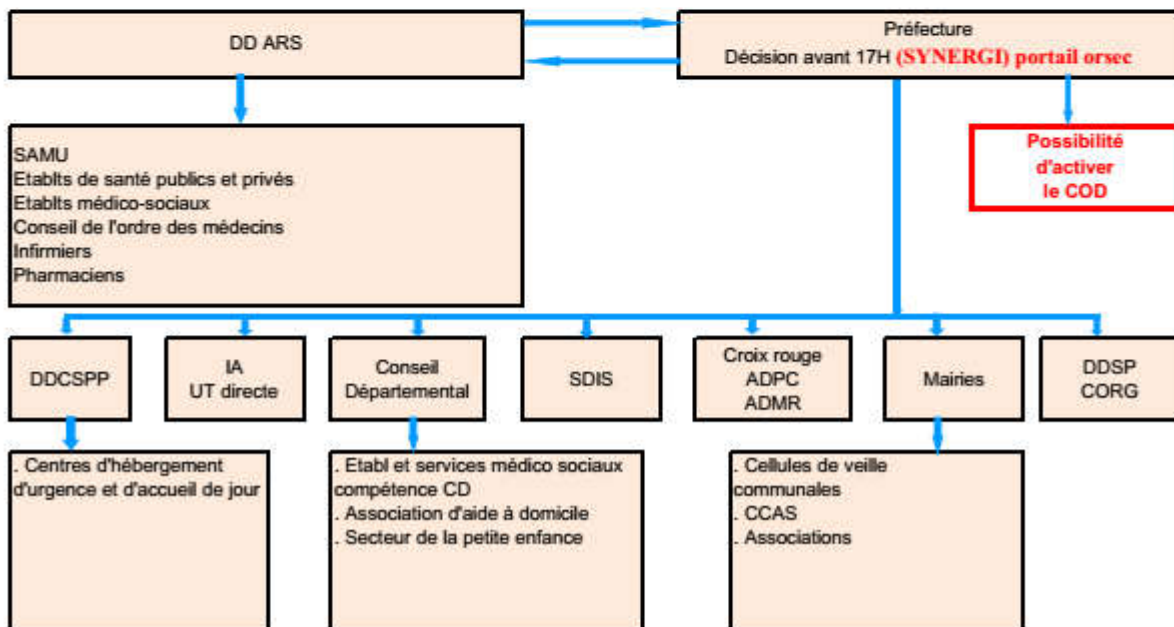 DD ARS
Préfecture
Décision avant 17H (SYNERGI) portail orsec
Possibilité
d'activer
le COD
SAMU
Etablts de santé publics et privés
Etablts médico-sociaux
Conseil de l'ordre des médecins
Infirmiers
Pharmaciens
DDCSPP
IA
UT directe
Conseil
Départemental
SDIS
Croix rouge
ADPC
ADMR
Mairies
DDSP
CORG
. Centres d'hébergement
d'urgence et d'accueil de jour
. Etabl et services médico sociaux
compétence CD
. Association d'aide à domicile
. Secteur de la petite enfance
. Cellules de veille
communales
. CCAS
. Associations